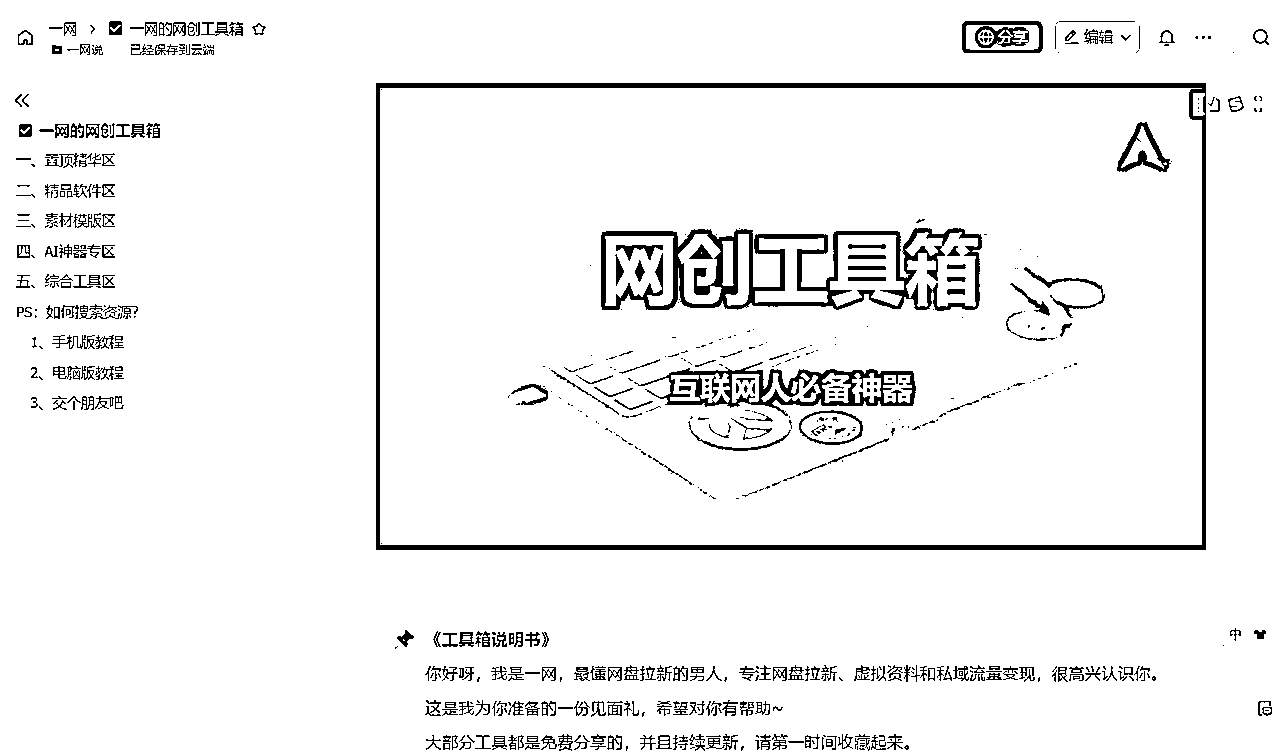 一网 > 一网的网创工具箱
一网说 已经保存到云端
分享
编辑
一网的网创工具箱
一、置顶精华区
二、精品软件区
三、素材模版区
四、AI神器专区
五、综合工具区
PS：如何搜索资源？
1、手机版教程
2、电脑版教程
3、交个朋友吧
网创工具箱
互联网人必备神器
《工具箱说明书》
中
你好呀，我是一网，最懂网盘拉新的男人，专注网盘拉新、虚拟资料和私域流量变现，很高兴认识你。
这是我为你准备的一份见面礼，希望对你有帮助~
大部分工具都是免费分享的，并且持续更新，请第一时间收藏起来。